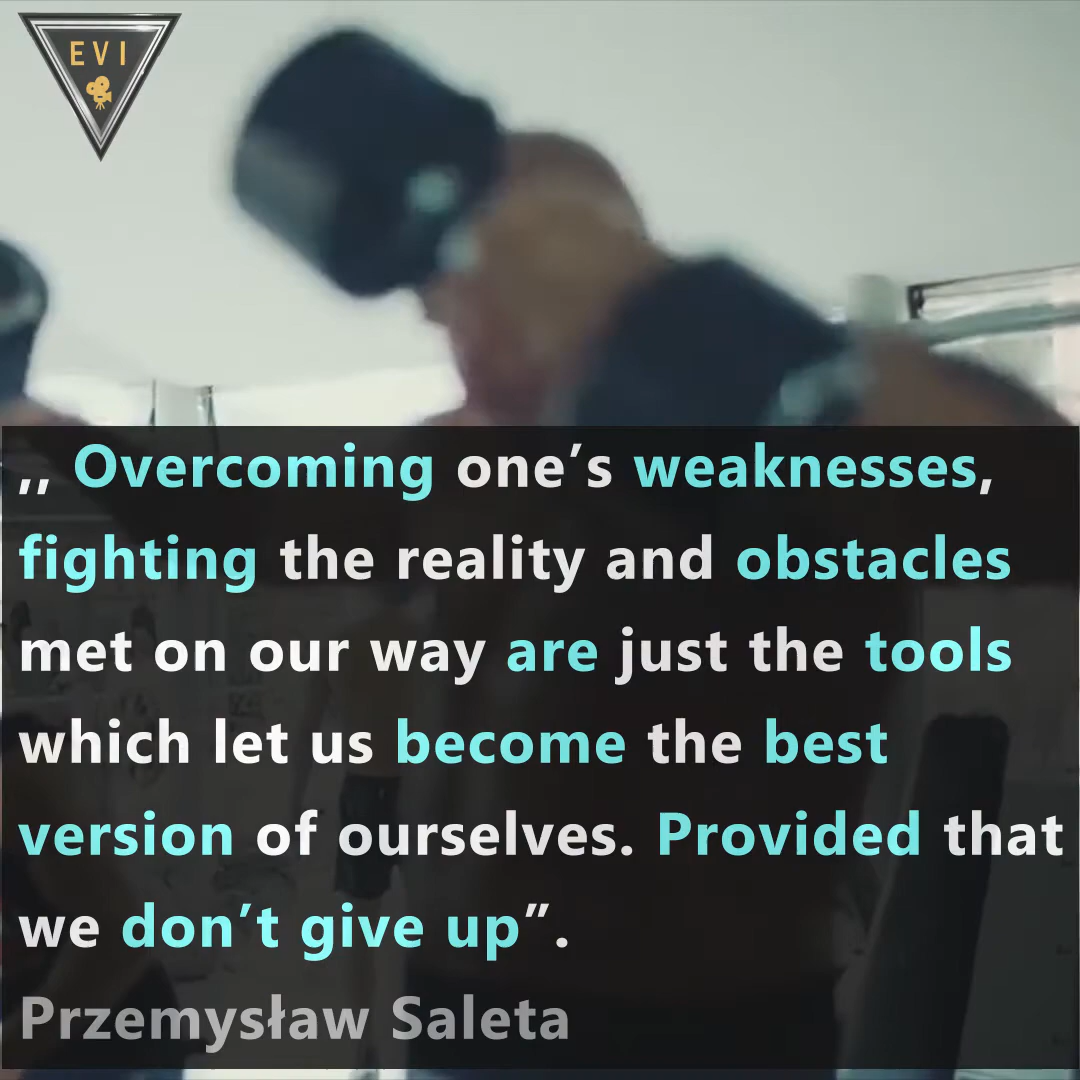 EVI
,, Overcoming one’s weaknesses,
fighting the reality and obstacles
met on our way are just the tools
which let us become the best
version of ourselves. Provided that
we don’t give up”.
Przemysław Saleta